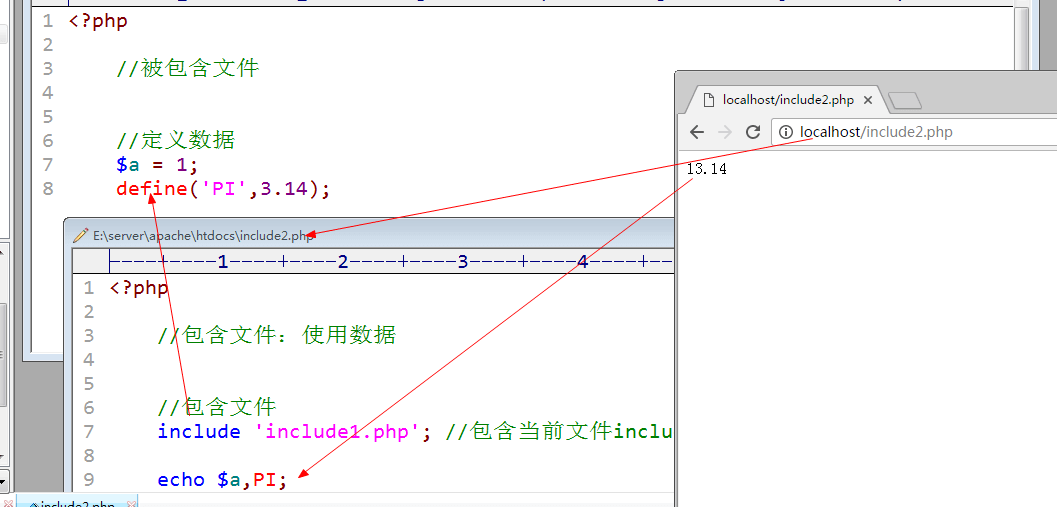 1 <?php
2
3 //被包含文件
4
5
6 //定义数据
7 $a = 1;
8 define('PI',3.14);
E:\server\apache\htdocs\include2.php
1 2 3 4
1 <?php
2
3 //包含文件：使用数据
4
5
6 //包含文件
7 include 'include1.php'; //包含当前文件inclu
8
9 echo $a,PI;
include2.php
localhost/include2.php
localhost/include2.php
13.14